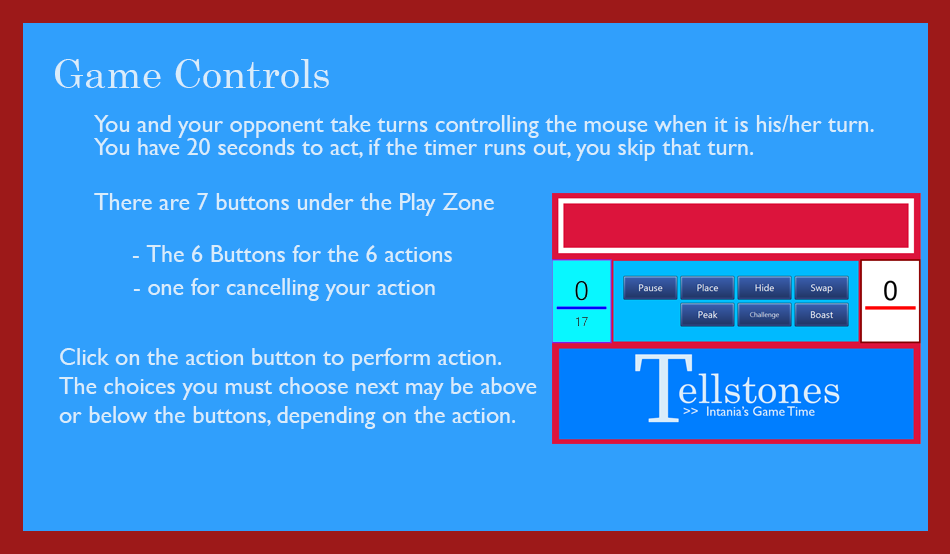 Game Controls
You and your opponent take turns controlling the mouse when it is his/her turn.
You have 20 seconds to act, if the timer runs out, you skip that turn.
There are 7 buttons under the Play Zone
- The 6 Buttons for the 6 actions
- one for cancelling your action
Click on the action button to perform action.
The choices you must choose next may be above
or below the buttons, depending on the action.
0
17
Pause Place Hide Swap
Peak Challenge Boast
0
Tellstones
>> Intania's Game Time